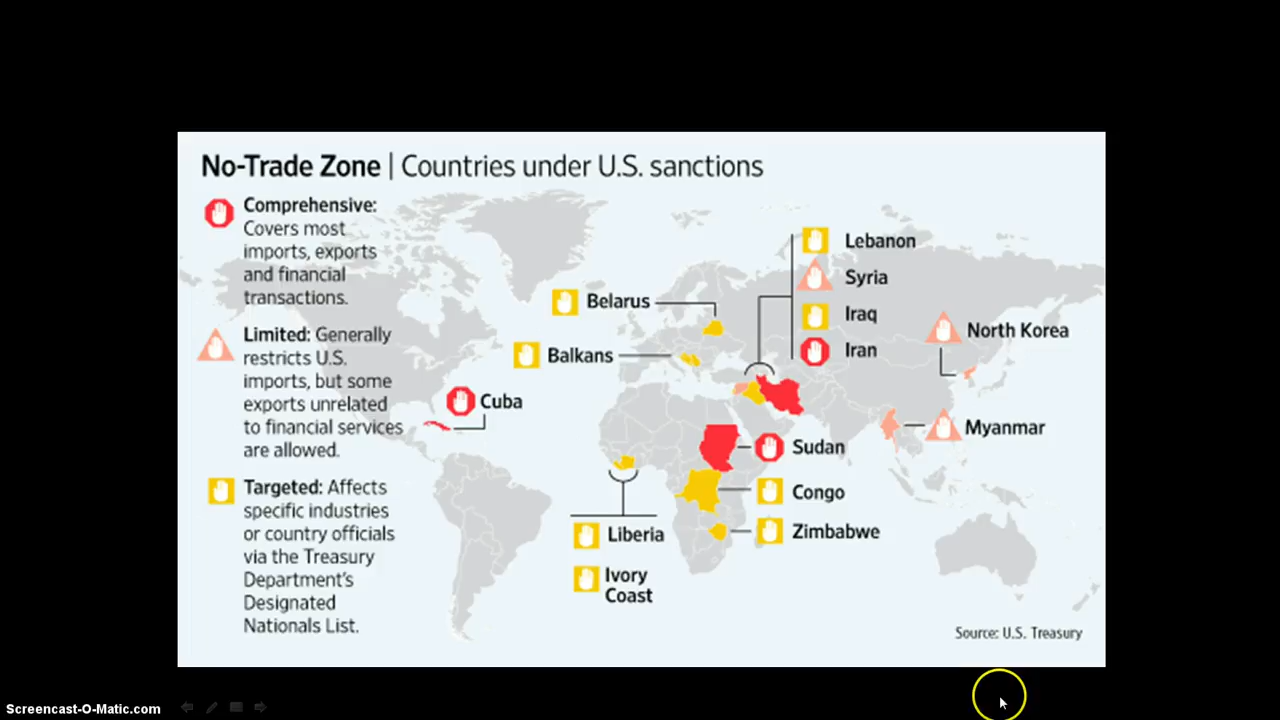 No-Trade Zone | Countries under U.S. sanctions
Comprehensive:
Covers most
imports, exports
and financial
transactions.
Limited: Generally
restricts U.S.
imports, but some
exports unrelated
to financial services
are allowed.
Targeted: Affects
specific industries
or country officials
via the Treasury
Department's
Designated
Nationals List.
Cuba
Belarus
Balkans
Lebanon
Syria
Iraq
Iran
North Korea
Myanmar
Sudan
Congo
Zimbabwe
Liberia
Ivory
Coast
Source: U.S. Treasury
Screencast-O-Matic.com